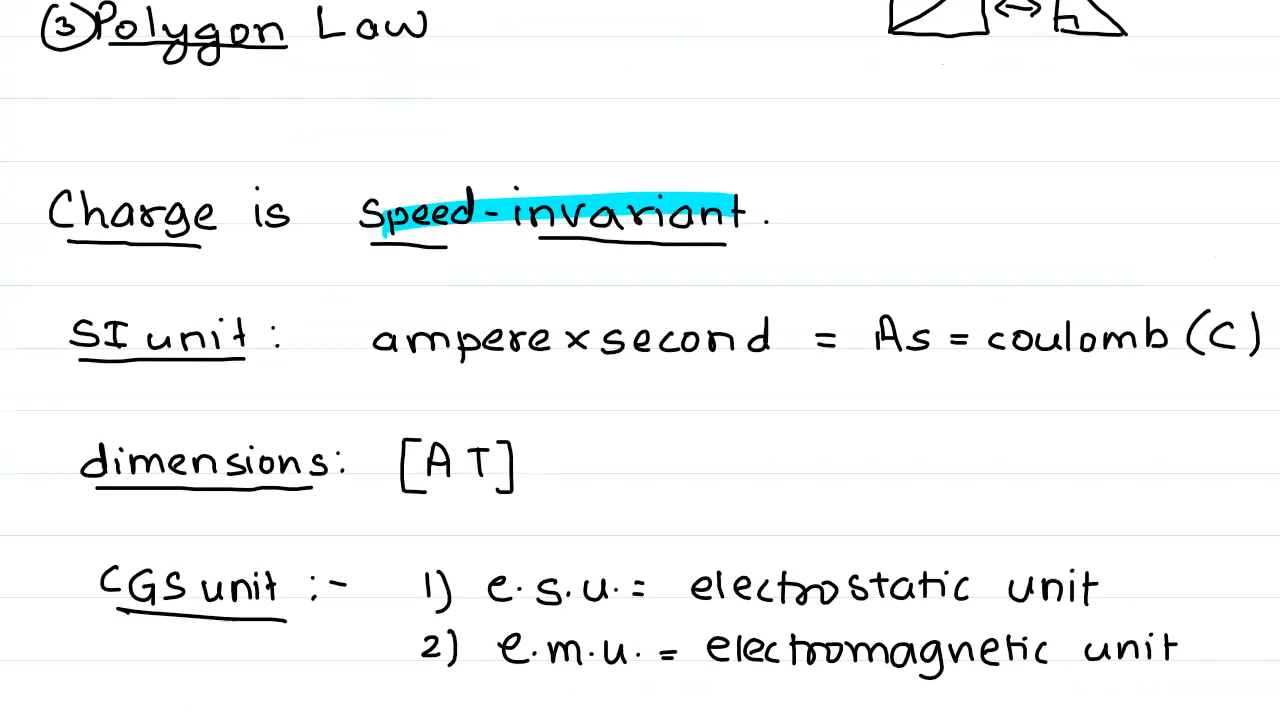 ③ Polygon Law
Charge is speed-invariant.
SI unit: ampere × second = As = coulomb (C)
dimensions: [A T]
CGS unit :- 1) e.s.u. = electrostatic unit
2) e.m.u. = electromagnetic unit